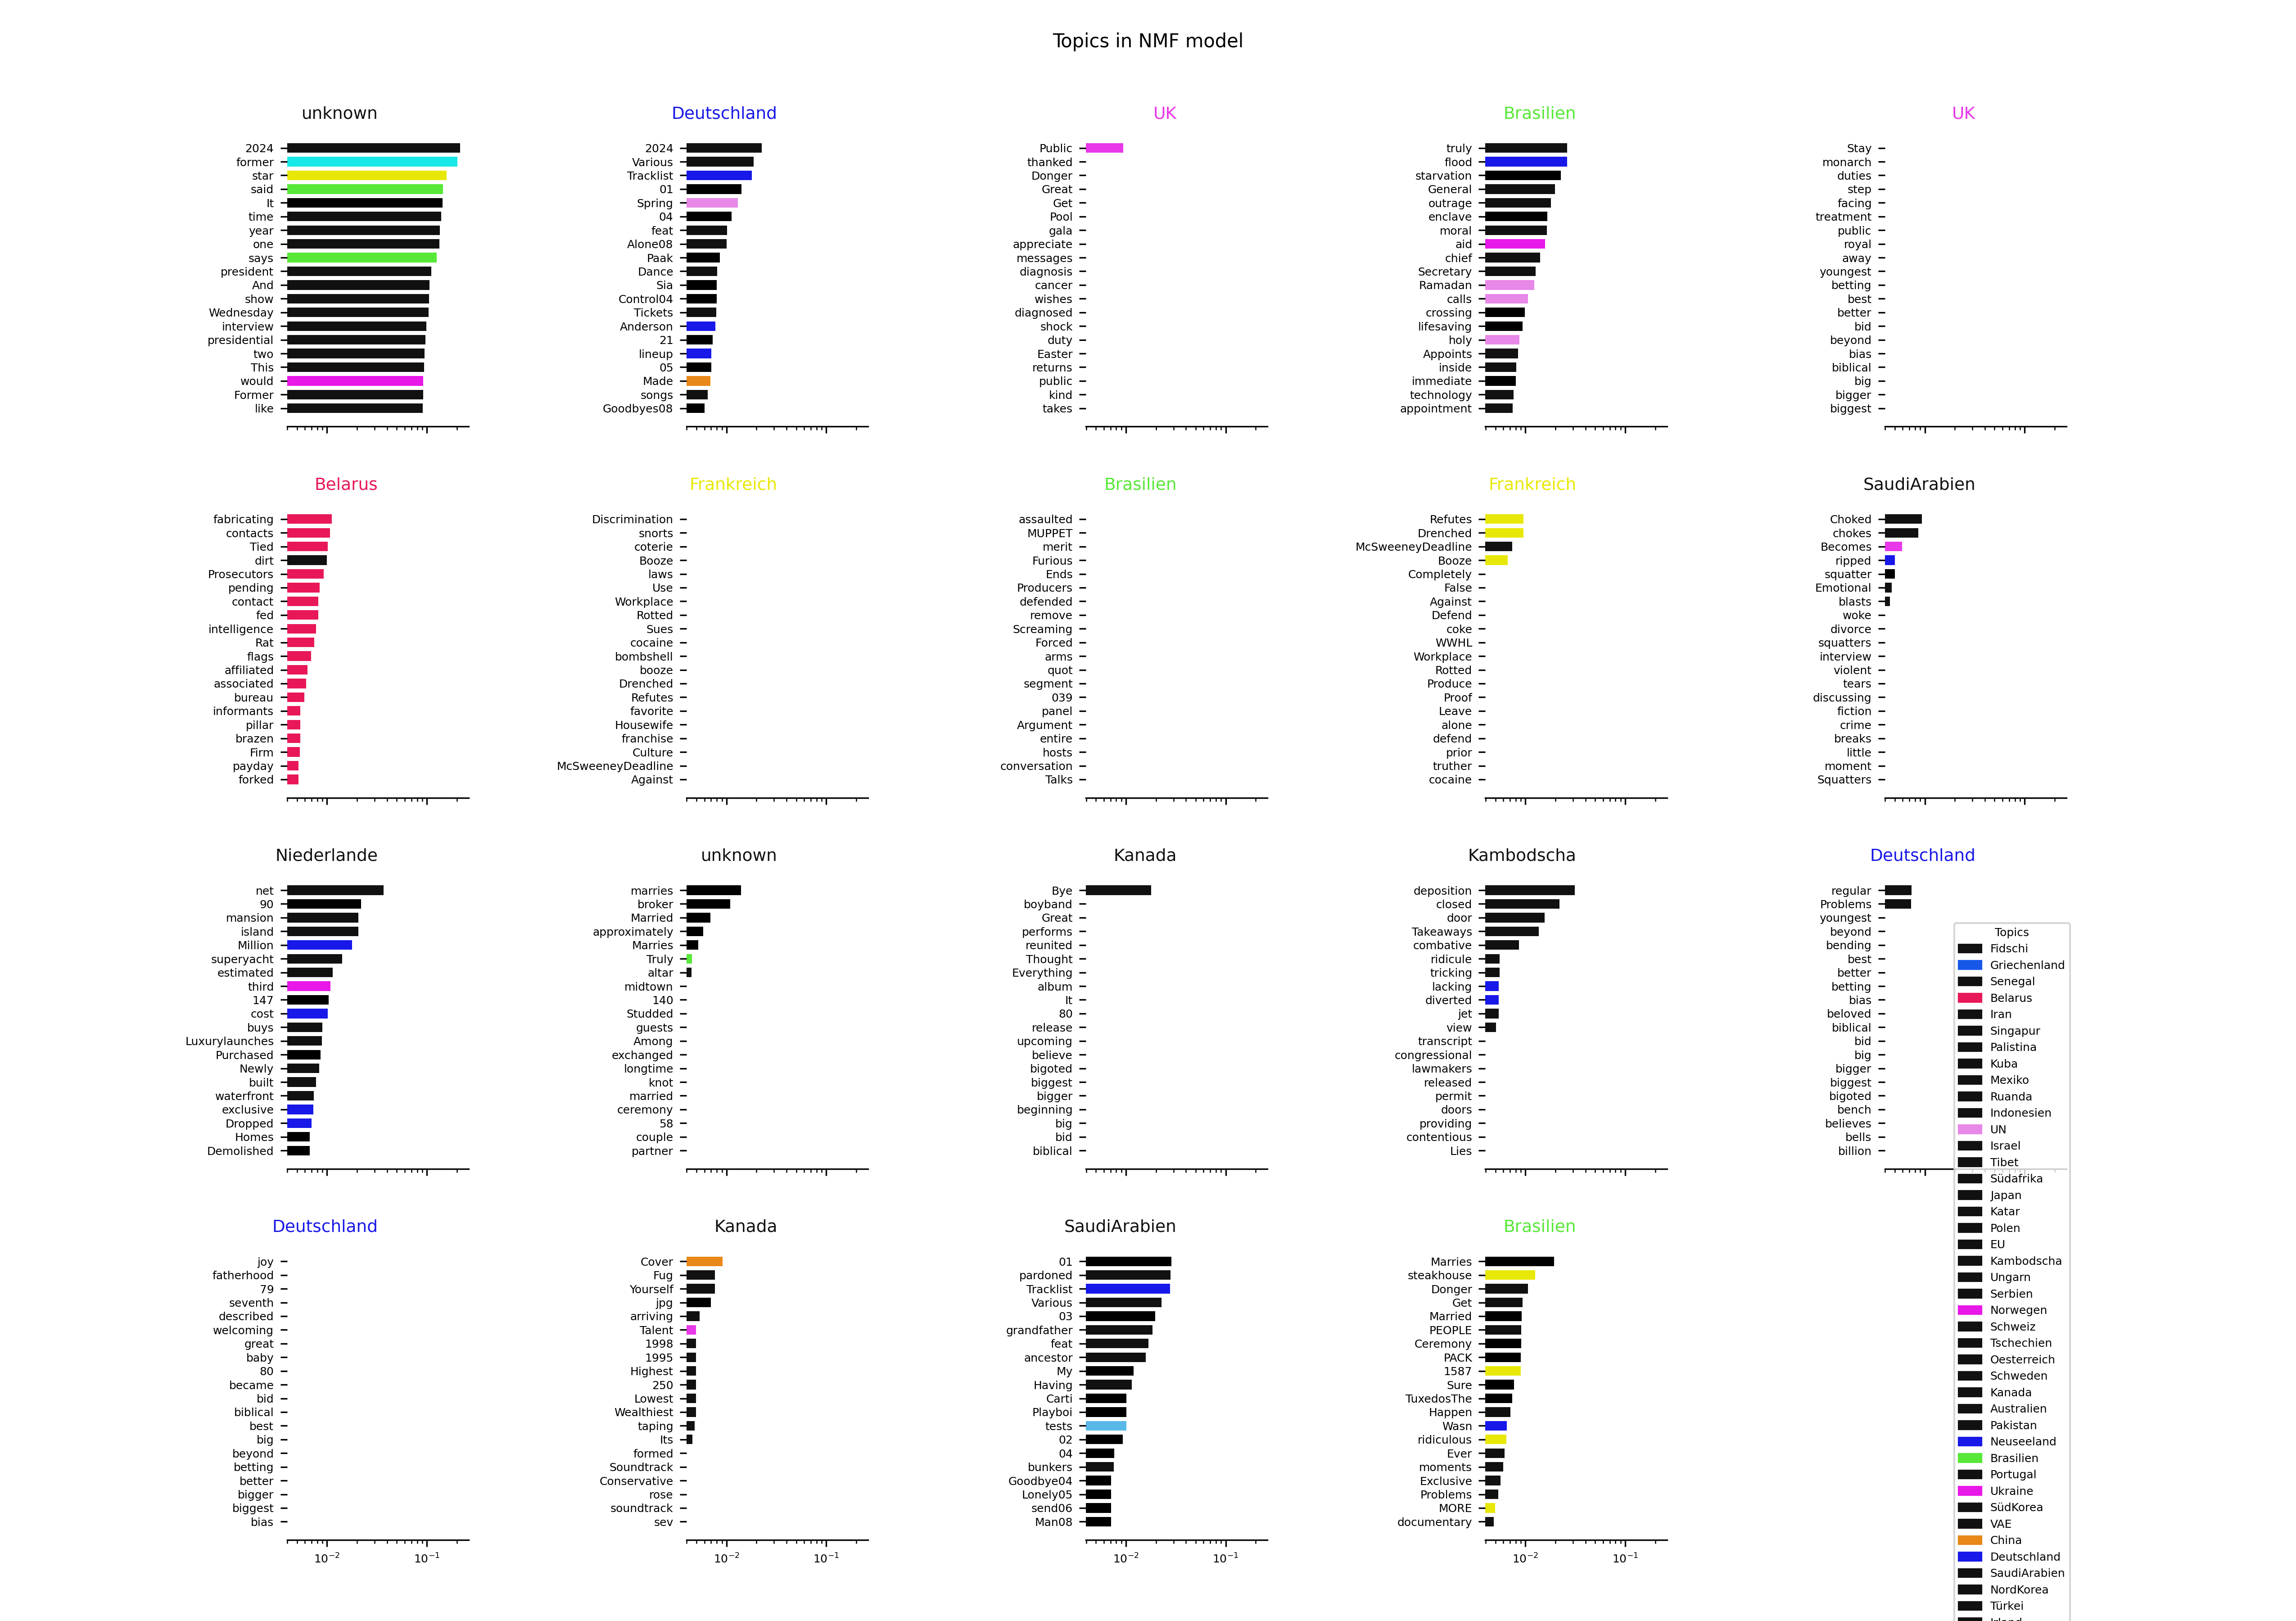 Topics in NMF model
unknown
2024
former
star
said
It
time
year
one
says
president
And
show
Wednesday
interview
presidential
two
This
would
Former
like
Deutschland
2024
Various
Tracklist
01
Spring
04
feat
Alone08
Paak
Dance
Sia
Control04
Tickets
Anderson
21
lineup
05
Made
songs
Goodbyes08
UK
Public
thanked
Donger
Great
Get
Pool
gala
appreciate
messages
diagnosis
cancer
wishes
diagnosed
shock
duty
Easter
returns
public
kind
takes
Brasilien
truly
flood
starvation
General
outrage
enclave
moral
aid
chief
Secretary
Ramadan
calls
crossing
lifesaving
holy
Appoints
inside
immediate
technology
appointment
UK
Stay
monarch
duties
step
facing
treatment
public
royal
away
youngest
betting
best
better
bid
beyond
bias
biblical
big
bigger
biggest
Belarus
fabricating
contacts
Tied
dirt
Prosecutors
pending
contact
fed
intelligence
Rat
flags
affiliated
associated
bureau
informants
pillar
brazen
Firm
payday
forked
Frankreich
Discrimination
snorts
coterie
Booze
laws
Use
Workplace
Rotted
Sues
cocaine
bombshell
booze
Drenched
Refutes
favorite
Housewife
franchise
Culture
McSweeneyDeadline
Against
Brasilien
assaulted
MUPPET
merit
Furious
Ends
Producers
defended
remove
Screaming
Forced
arms
quot
segment
039
panel
Argument
entire
hosts
conversation
Talks
Frankreich
Refutes
Drenched
McSweeneyDeadline
Booze
Completely
False
Against
Defend
coke
WWHL
Workplace
Rotted
Produce
Proof
Leave
alone
defend
prior
truther
cocaine
SaudiArabien
Choked
chokes
Becomes
ripped
squatter
Emotional
blasts
woke
divorce
squatters
interview
violent
tears
discussing
fiction
crime
breaks
little
moment
Squatters
Niederlande
net
90
mansion
island
Million
superyacht
estimated
third
147
cost
buys
Luxurylaunches
Purchased
Newly
built
waterfront
exclusive
Dropped
Homes
Demolished
unknown
marries
broker
Married
approximately
Marries
Truly
altar
midtown
140
Studded
guests
Among
exchanged
longtime
knot
married
ceremony
58
couple
partner
Kanada
Bye
boyband
Great
performs
reunited
Thought
Everything
album
It
80
release
upcoming
believe
bigoted
biggest
bigger
beginning
big
bid
biblical
Kambodscha
deposition
closed
door
Takeaways
combative
ridicule
tricking
lacking
diverted
jet
view
transcript
congressional
lawmakers
released
permit
doors
providing
contentious
Lies
Deutschland
regular
Problems
youngest
beyond
bending
best
better
betting
bias
beloved
biblical
bid
big
bigger
biggest
bigoted
bench
believes
bells
billion
Deutschland
joy
fatherhood
79
seventh
described
welcoming
great
baby
80
became
bid
biblical
best
big
beyond
betting
better
bigger
biggest
bias
10⁻² 10⁻¹
Kanada
Cover
Fug
Yourself
jpg
arriving
Talent
1998
1995
Highest
250
Lowest
Wealthiest
taping
Its
formed
Soundtrack
Conservative
rose
soundtrack
sev
10⁻² 10⁻¹
SaudiArabien
01
pardoned
Tracklist
Various
03
grandfather
feat
ancestor
My
Having
Carti
Playboi
tests
02
04
bunkers
Goodbye04
Lonely05
send06
Man08
10⁻² 10⁻¹
Brasilien
Marries
steakhouse
Donger
Get
Married
PEOPLE
Ceremony
PACK
1587
Sure
TuxedosThe
Happen
Wasn
ridiculous
Ever
moments
Exclusive
Problems
MORE
documentary
10⁻² 10⁻¹
Topics
Fidschi
Griechenland
Senegal
Belarus
Iran
Singapur
Palistina
Kuba
Mexiko
Ruanda
Indonesien
UN
Israel
Tibet
Südafrika
Japan
Katar
Polen
EU
Kambodscha
Ungarn
Serbien
Norwegen
Schweiz
Tschechien
Oesterreich
Schweden
Kanada
Australien
Pakistan
Neuseeland
Brasilien
Portugal
Ukraine
SüdKorea
VAE
China
Deutschland
SaudiArabien
NordKorea
Türkei